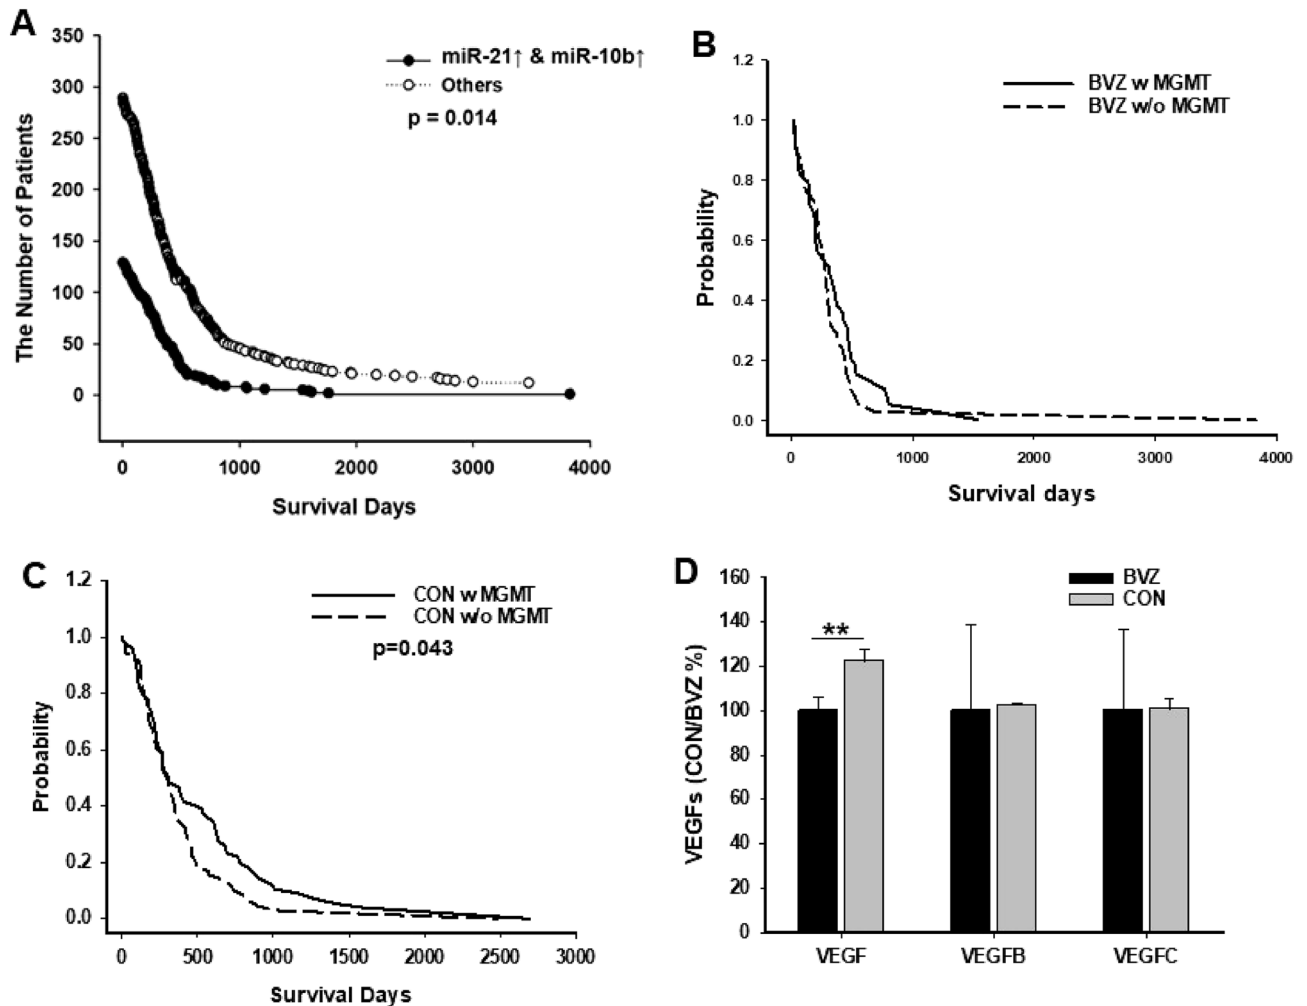 A
350
300
250
200
150
100
50
0
The Number of Patients
miR-21↑ & miR-10b↑
Others
p = 0.014
0 1000 2000 3000 4000
Survival Days
B
1.2
1.0
0.8
0.6
0.4
0.2
0.0
Probability
BVZ w MGMT
BVZ w/o MGMT
0 1000 2000 3000 4000
Survival days
C
1.2
1.0
0.8
0.6
0.4
0.2
0.0
Probability
CON w MGMT
CON w/o MGMT
p=0.043
0 500 1000 1500 2000 2500 3000
Survival Days
D
160
140
120
100
80
60
40
20
0
VEGFs (CON/BVZ %)
BVZ
CON
**
VEGF VEGFB VEGFC